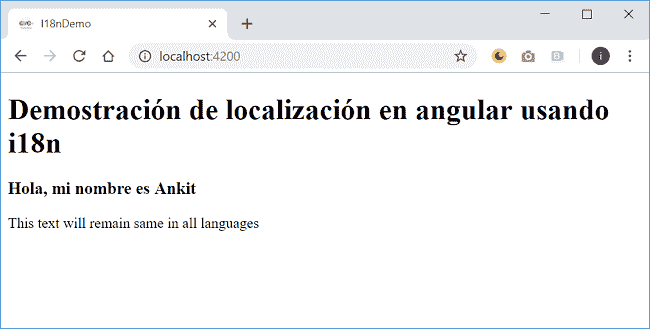 I18nDemo
localhost:4200
i
Demostración de localización en angular usando
i18n
Hola, mi nombre es Ankit
This text will remain same in all languages